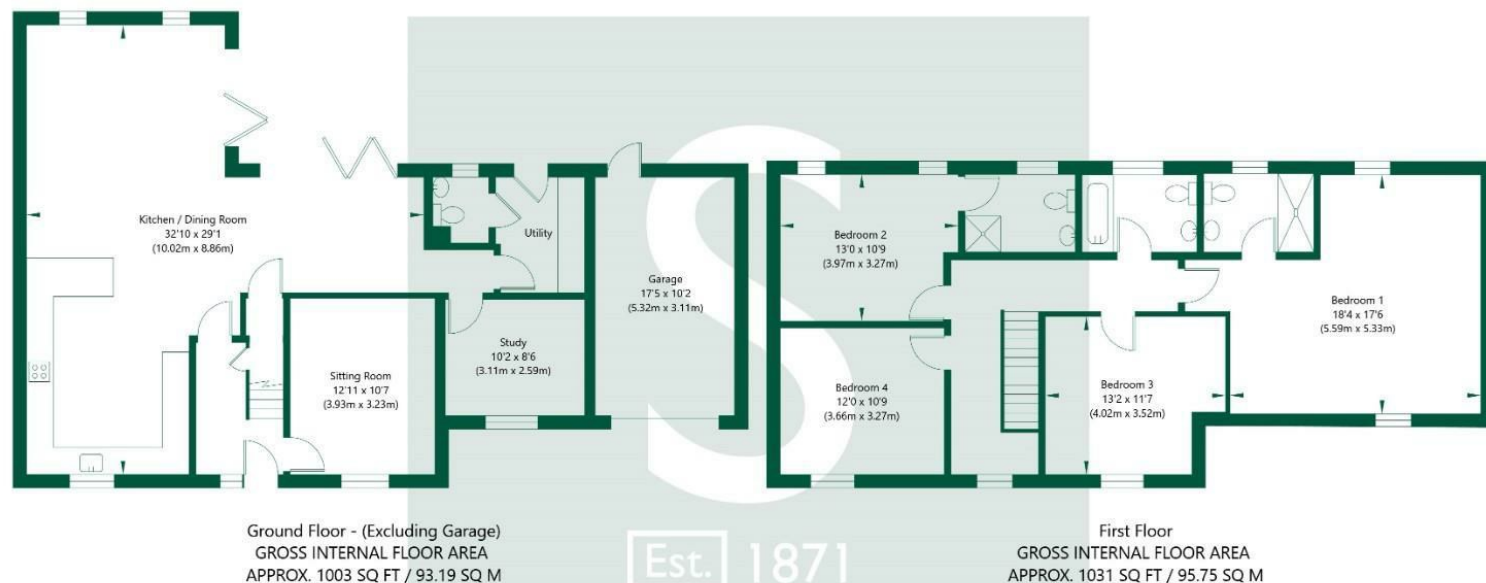 Kitchen / Dining Room
32'10 x 29'1
(10.02m x 8.86m)
Utility
Garage
17'5 x 10'2
(5.32m x 3.11m)
Study
10'2 x 8'6
(3.11m x 2.59m)
Sitting Room
12'11 x 10'7
(3.93m x 3.23m)
Ground Floor - (Excluding Garage)
GROSS INTERNAL FLOOR AREA
APPROX. 1003 SQ FT / 93.19 SQ M
Bedroom 2
13'0 x 10'9
(3.97m x 3.27m)
Bedroom 1
18'4 x 17'6
(5.59m x 5.33m)
Bedroom 4
12'0 x 10'9
(3.66m x 3.27m)
Bedroom 3
13'2 x 11'7
(4.02m x 3.52m)
First Floor
GROSS INTERNAL FLOOR AREA
APPROX. 1031 SQ FT / 95.75 SQ M
S
Est. 1871